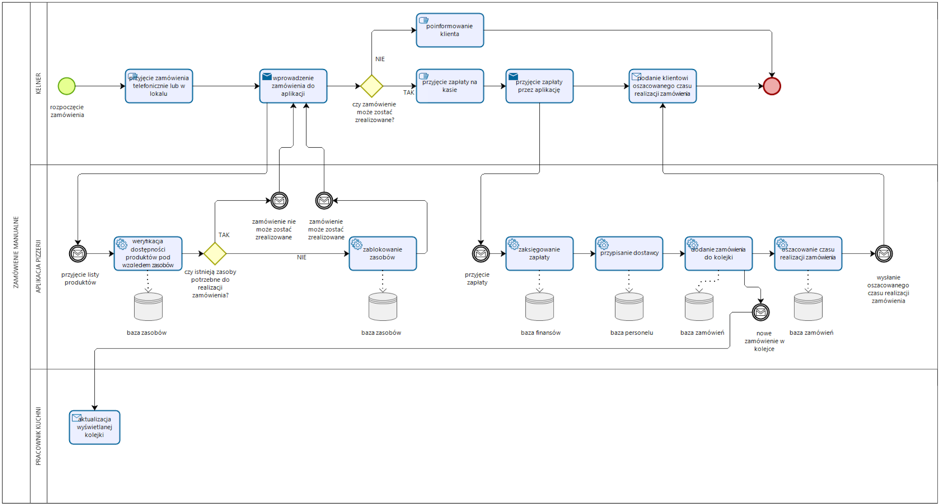 ZAMÓWIENIE MANUALNE
KELNER
rozpoczęcie
zamówienia
przyjęcie zamówienia
telefonicznie lub w
lokalu
wprowadzenie
zamówienia do
aplikacji
czy zamówienie
może zostać
zrealizowane?
NIE
TAK
poinformowanie
klienta
przyjęcie zapłaty na
kasie
przyjęcie zapłaty
przez aplikację
podanie klientowi
oszacowanego czasu
realizacji zamówienia
APLIKACJA PIZZERII
przyjęcie listy
produktów
weryfikacja
dostępności
produktów pod
wzgledem zasobów
baza zasobów
czy istnieją zasoby
potrzebne do
realizacji
zamówienia?
TAK
NIE
zamówienie nie
może zostać
zrealizowane
zamówienie
może zostać
zrealizowane
zablokowanie
zasobów
baza zasobów
przyjęcie
zapłaty
zaksięgowanie
zapłaty
baza finansów
przypisanie dostawcy
baza personelu
dodanie zamówienia
do kolejki
baza zamówień
nowe
zamówienie w
kolejce
oszacowanie czasu
realizacji zamówienia
baza zamówień
wysłanie
oszacowanego
czasu realizacji
zamówienia
PRACOWNIK KUCHNI
aktualizacja
wyświetlanej
kolejki